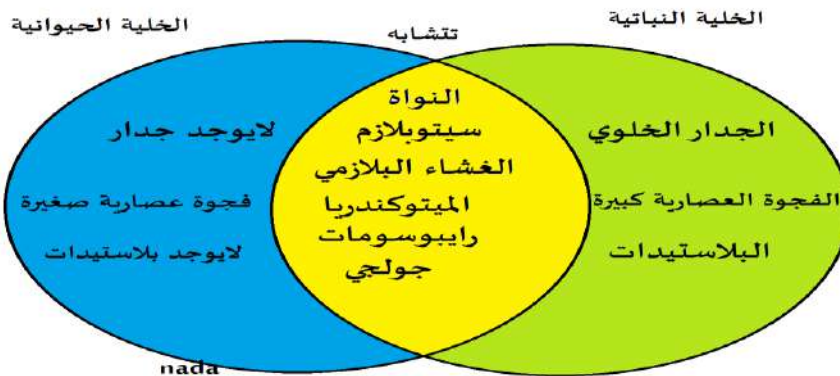 الخلية النباتية
تتشابه
الخلية الحيوانية
الجدار الخلوي
الفجوة العصارية كبيرة
البلاستيدات
النواة
سيتوبلازم
الغشاء البلازمي
الميتوكندريا
رايبوسومات
جولجي
لايوجد جدار
فجوة عصارية صغيرة
لايوجد بلاستيدات
nada